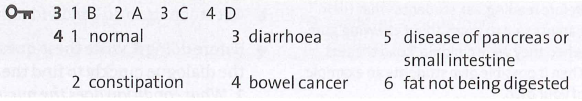 3 1 B 2 A 3 C 4 D
4 1 normal 3 diarrhoea 5 disease of pancreas or
small intestine
2 constipation 4 bowel cancer 6 fat not being digested